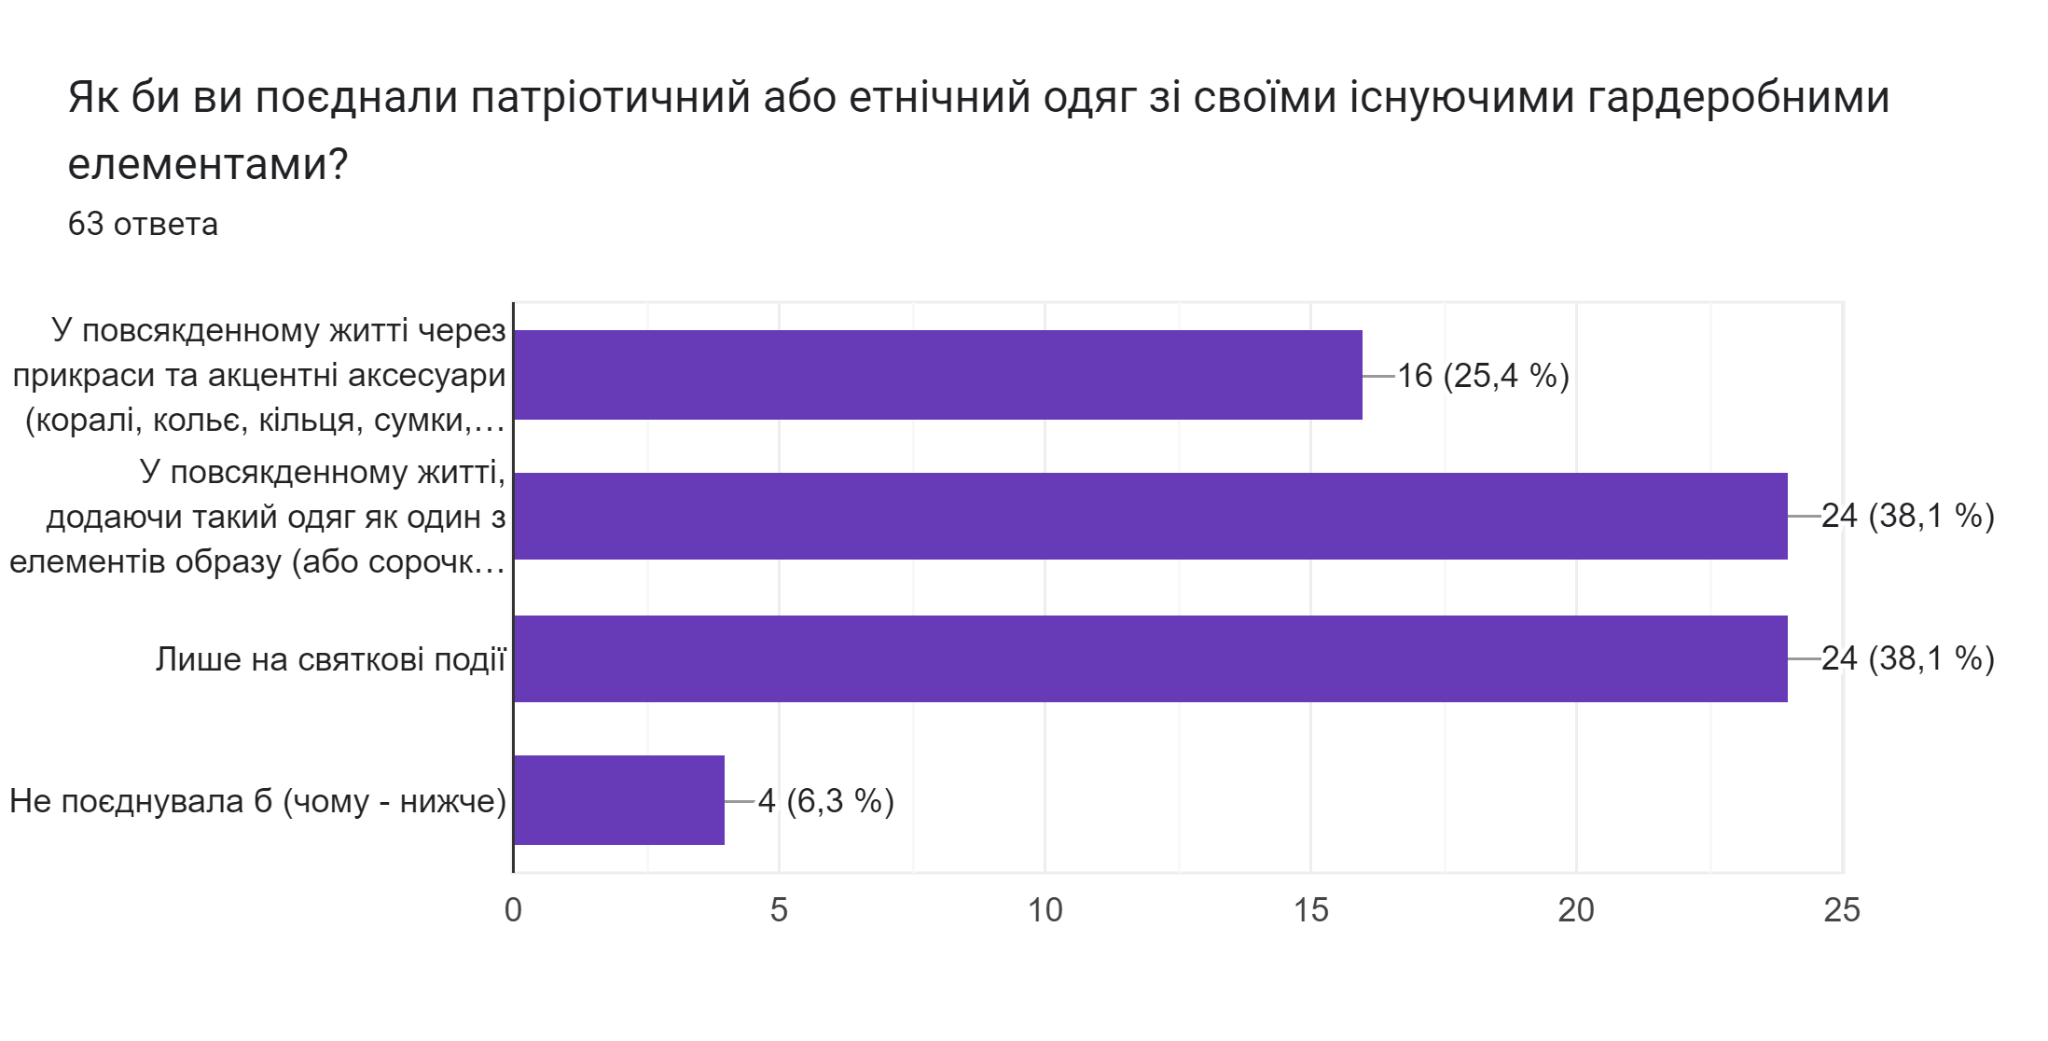 Як би ви поєднали патріотичний або етнічний одяг зі своїми існуючими гардеробними
елементами?
63 ответа
У повсякденному житті через
прикраси та акцентні аксесуари
(коралі, кольє, кільця, сумки,…
16 (25,4 %)
У повсякденному житті,
додаючи такий одяг як один з
елементів образу (або сорочк…
24 (38,1 %)
Лише на святкові події
24 (38,1 %)
Не поєднувала б (чому - нижче)
4 (6,3 %)
0 5 10 15 20 25